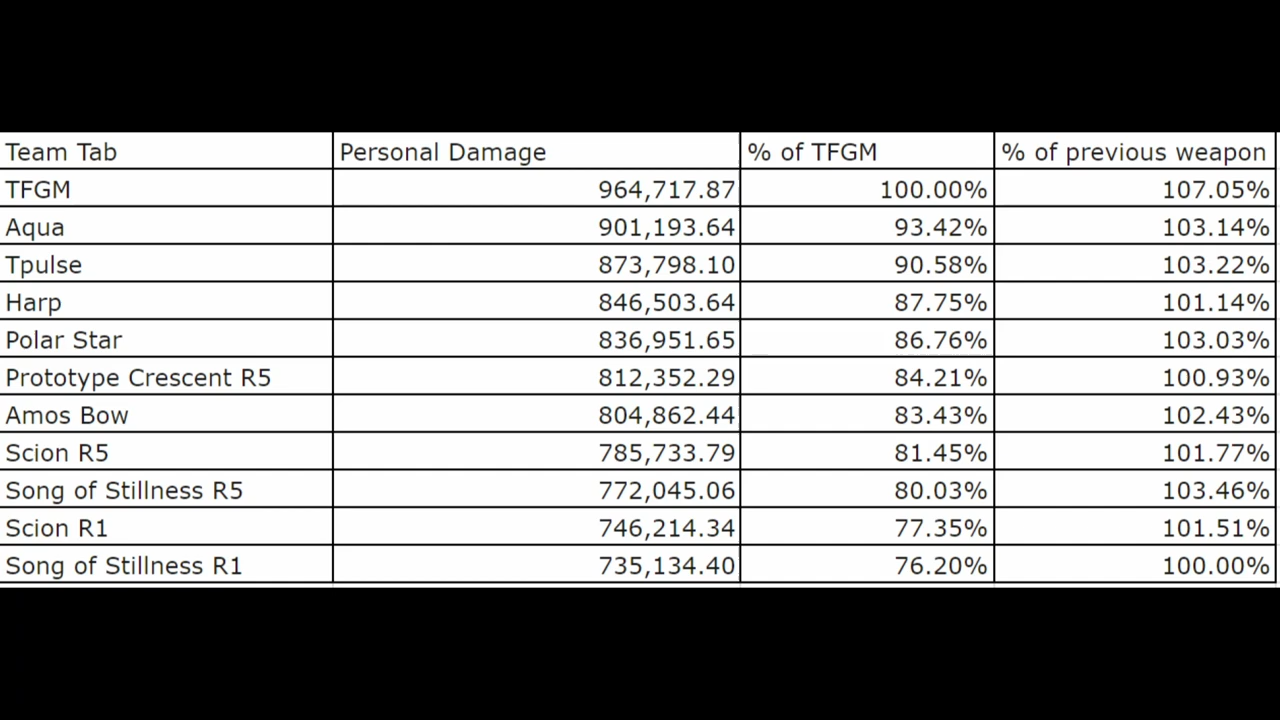 Team Tab Personal Damage % of TFGM % of previous weapon
TFGM 964,717.87 100.00% 107.05%
Aqua 901,193.64 93.42% 103.14%
Tpulse 873,798.10 90.58% 103.22%
Harp 846,503.64 87.75% 101.14%
Polar Star 836,951.65 86.76% 103.03%
Prototype Crescent R5 812,352.29 84.21% 100.93%
Amos Bow 804,862.44 83.43% 102.43%
Scion R5 785,733.79 81.45% 101.77%
Song of Stillness R5 772,045.06 80.03% 103.46%
Scion R1 746,214.34 77.35% 101.51%
Song of Stillness R1 735,134.40 76.20% 100.00%